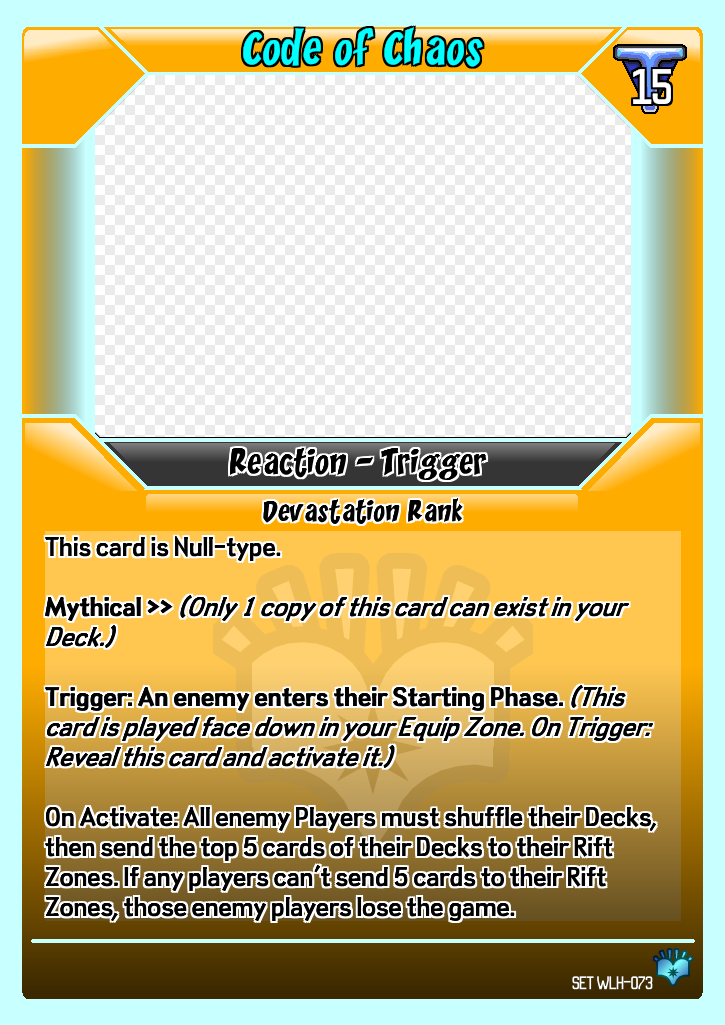 Code of Chaos
15
Reaction - Trigger
Devastation Rank
This card is Null-type.
Mythical >> (Only 1 copy of this card can exist in your
Deck.)
Trigger: An enemy enters their Starting Phase. (This
card is played face down in your Equip Zone. On Trigger:
Reveal this card and activate it.)
On Activate: All enemy Players must shuffle their Decks,
then send the top 5 cards of their Decks to their Rift
Zones. If any players can't send 5 cards to their Rift
Zones, those enemy players lose the game.
SET WLH-073